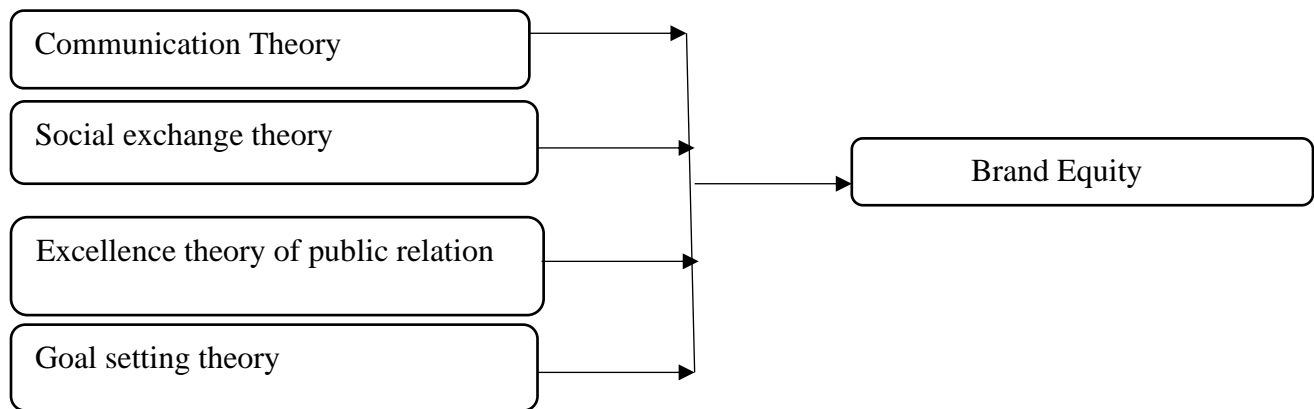 Communication Theory
Social exchange theory
Brand Equity
Excellence theory of public relation
Goal setting theory